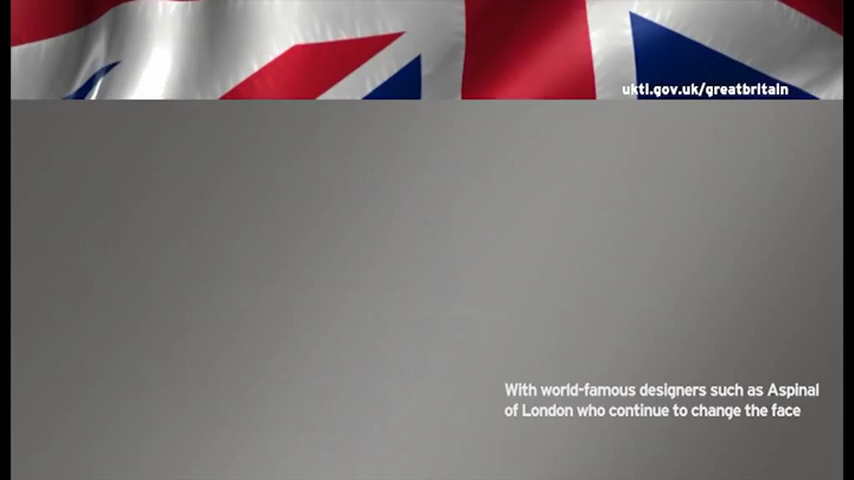 ukti.gov.uk/greatbritain
With world-famous designers such as Aspinal
of London who continue to change the face